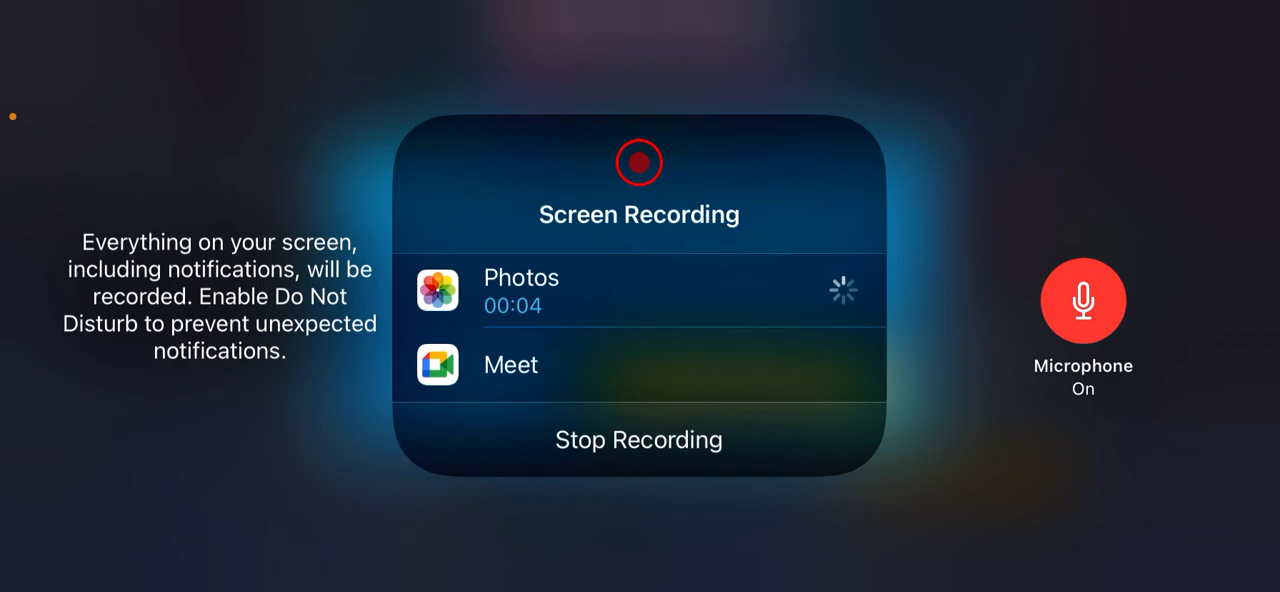 Everything on your screen,
including notifications, will be
recorded. Enable Do Not
Disturb to prevent unexpected
notifications.
Screen Recording
Photos
00:04
Meet
Stop Recording
Microphone
On